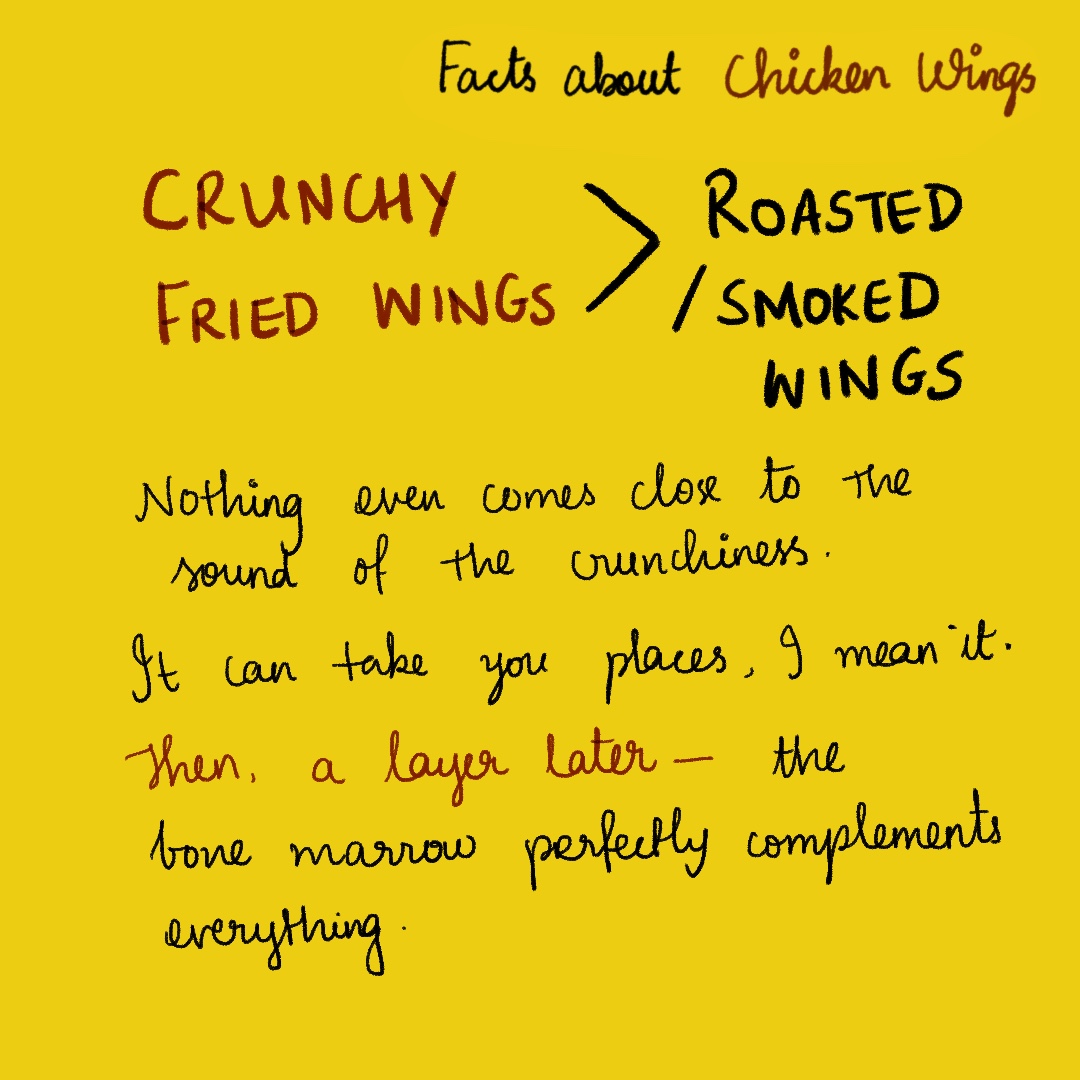 Facts about Chicken Wings
CRUNCHY
FRIED WINGS
>
ROASTED
/SMOKED
WINGS
Nothing even comes close to the
sound of the crunchiness.
It can take you places, I mean it.
Then, a layer later — the
bone marrow perfectly complements
everything.